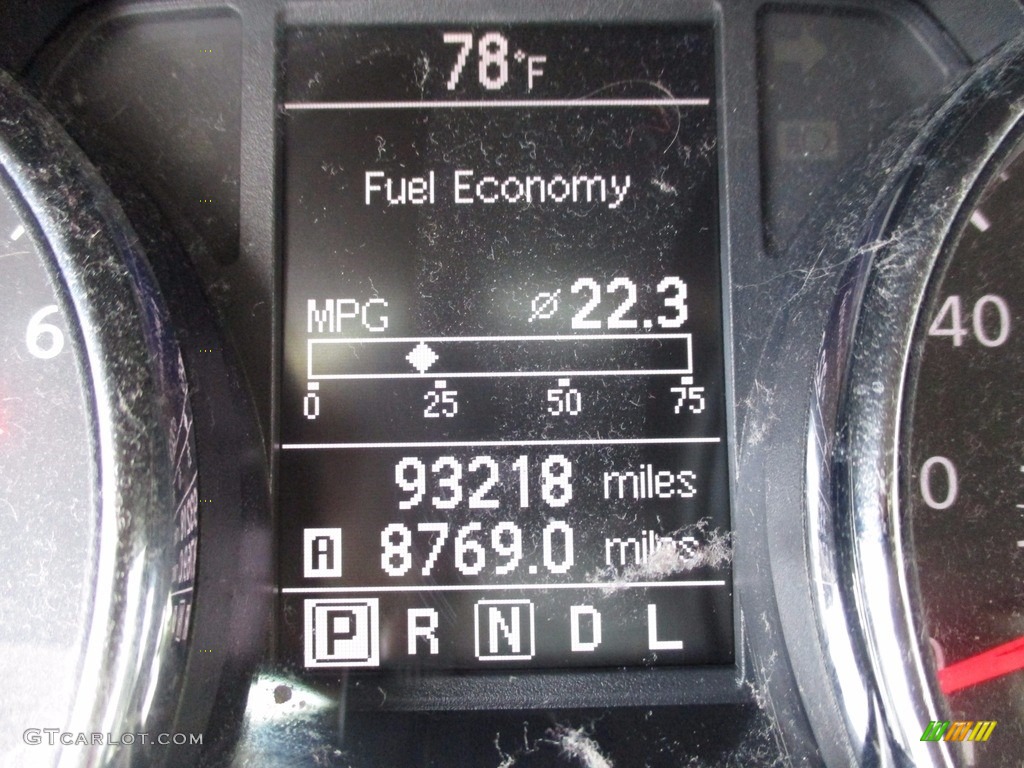 78°F
Fuel Economy
MPG ⌀22.3
0 25 50 75
93218 miles
A 8769.0 miles
P R N D L
6
40
0
GTCARLOT.COM